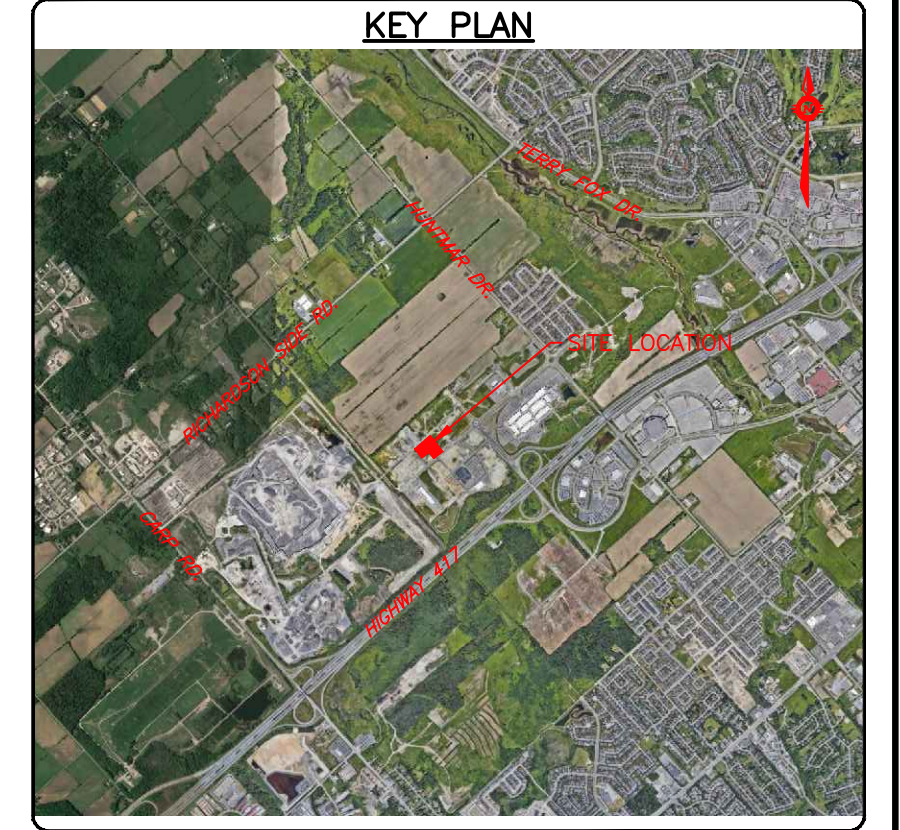 KEY PLAN
N
TERRY FOX DR.
HUNTMAR DR.
RICHARDSON SIDE RD.
SITE LOCATION
CARP RD.
HIGHWAY 417